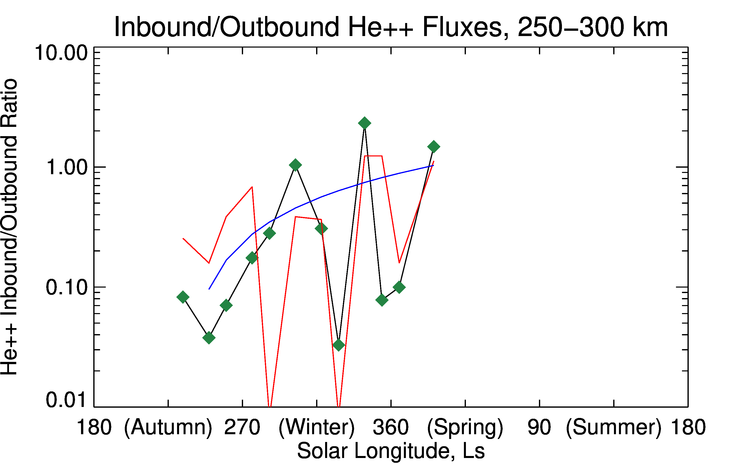 Inbound/Outbound He++ Fluxes, 250−300 km
He++ Inbound/Outbound Ratio
10.00
1.00
0.10
0.01
180 (Autumn) 270 (Winter) 360 (Spring) 90 (Summer) 180
Solar Longitude, Ls